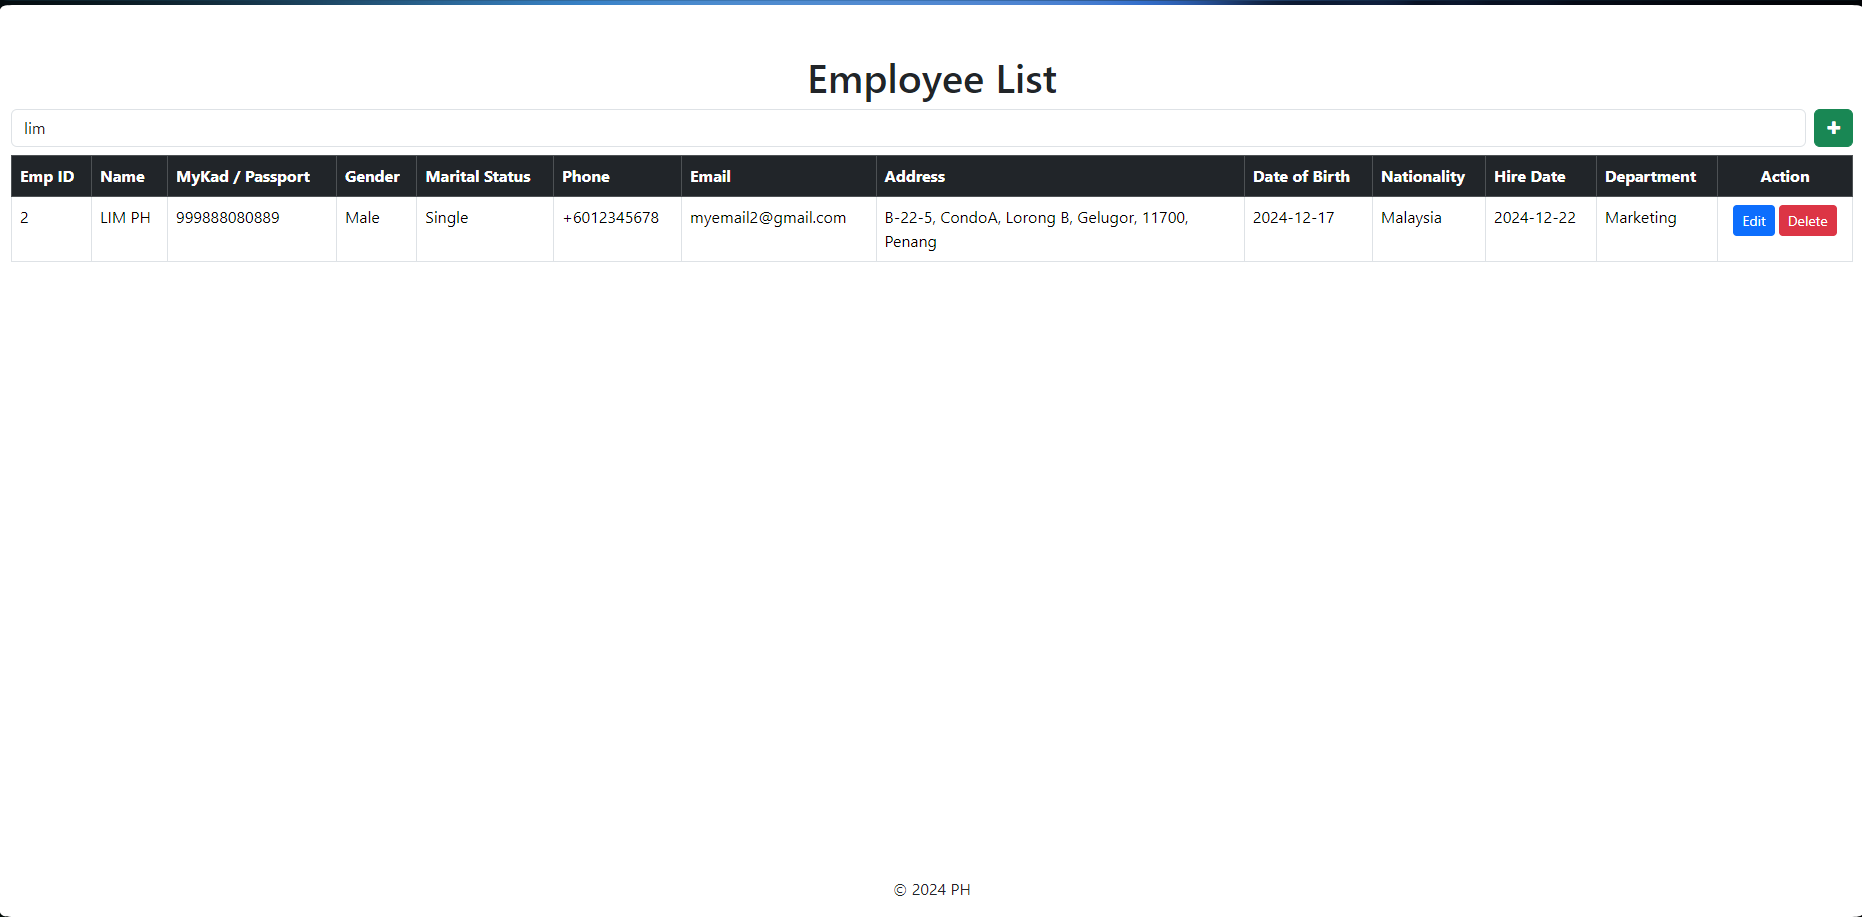 Employee List
lim
Emp ID Name MyKad / Passport Gender Marital Status Phone Email Address Date of Birth Nationality Hire Date Department Action
2 LIM PH 999888080889 Male Single +6012345678 myemail2@gmail.com B-22-5, CondoA, Lorong B, Gelugor, 11700, 2024-12-17 Malaysia 2024-12-22 Marketing Edit Delete
Penang
© 2024 PH